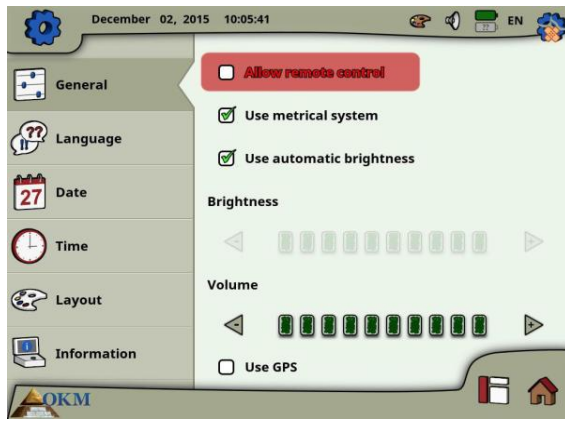 December 02, 2015 10:05:41
EN
General
Language
Date
27
Time
Layout
Information
Allow remote control
Use metrical system
Use automatic brightness
Brightness
Volume
Use GPS
OKM